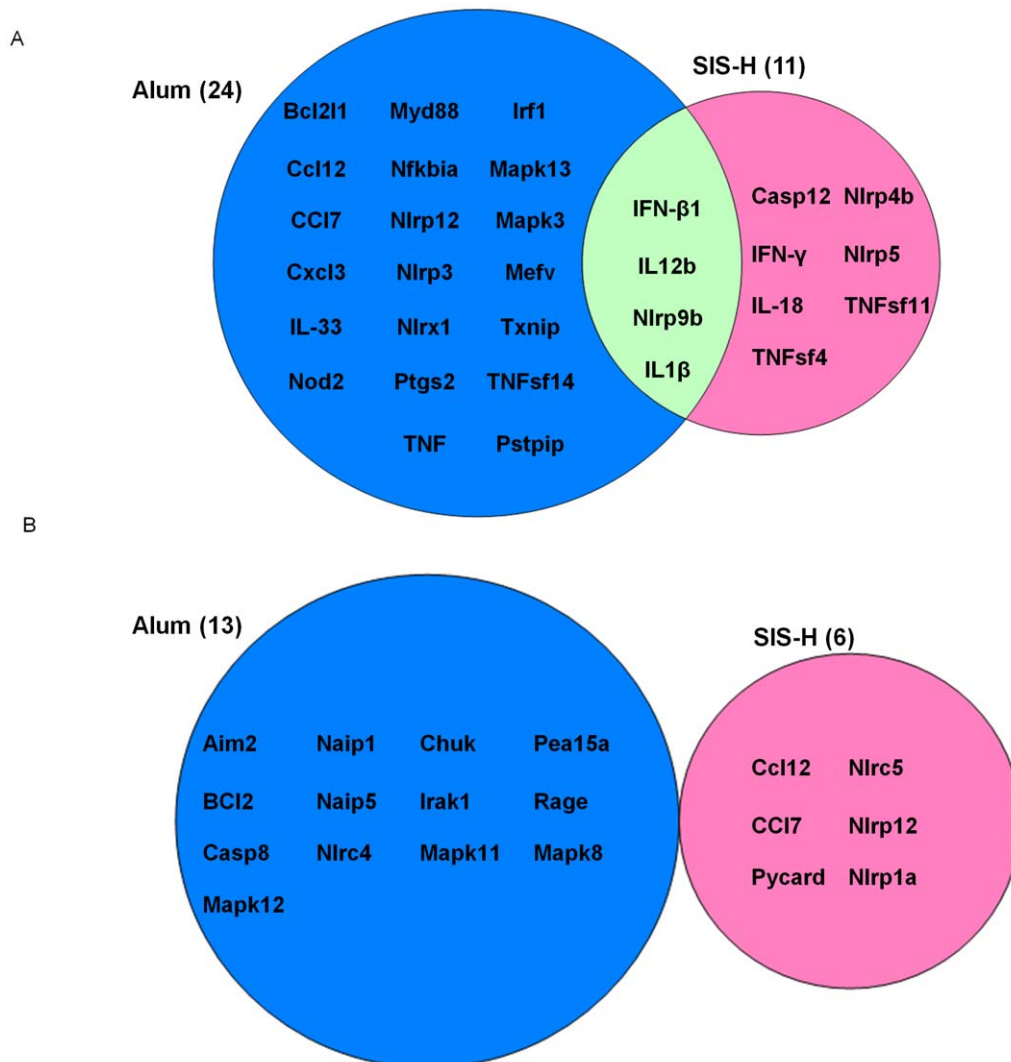 A
Alum (24)
SIS-H (11)
Bcl2l1 Myd88 Irf1
Ccl12 Nfkbia Mapk13
CCl7 Nlrp12 Mapk3
Cxcl3 Nlrp3 Mefv
IL-33 Nlrx1 Txnip
Nod2 Ptgs2 TNFsf14
TNF Pstpip
IFN-β1
IL12b
Nlrp9b
IL1β
Casp12 Nlrp4b
IFN-γ Nlrp5
IL-18 TNFsf11
TNFsf4
B
Alum (13)
SIS-H (6)
Aim2 Naip1 Chuk Pea15a
BCl2 Naip5 Irak1 Rage
Casp8 Nlrc4 Mapk11 Mapk8
Mapk12
Ccl12 Nlrc5
CCl7 Nlrp12
Pycard Nlrp1a